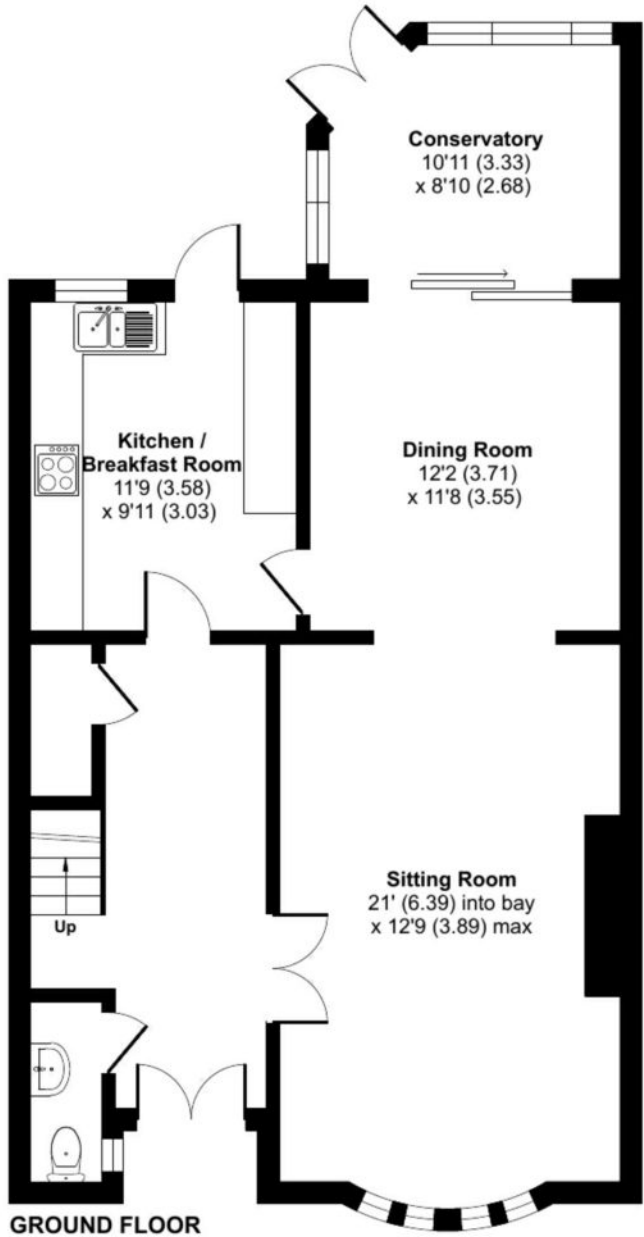 Conservatory
10'11 (3.33)
x 8'10 (2.68)
Kitchen /
Breakfast Room
11'9 (3.58)
x 9'11 (3.03)
Dining Room
12'2 (3.71)
x 11'8 (3.55)
Sitting Room
21' (6.39) into bay
x 12'9 (3.89) max
Up
GROUND FLOOR